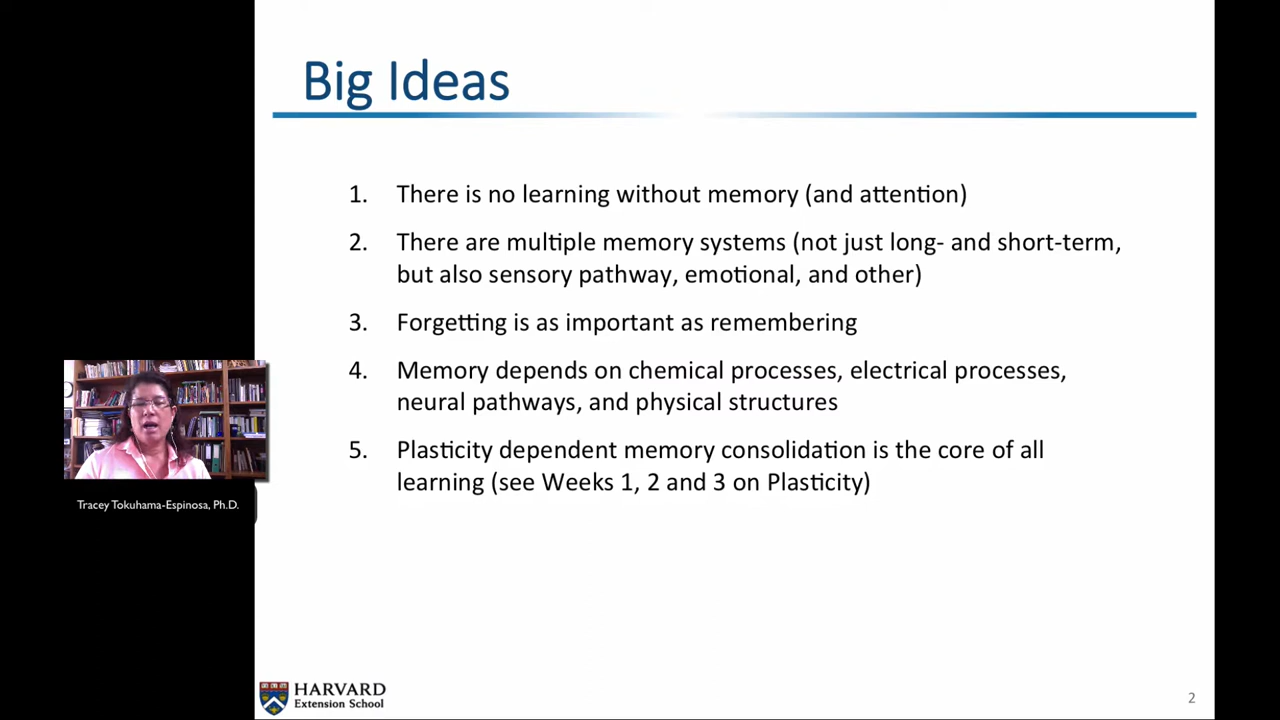 Big Ideas
1. There is no learning without memory (and attention)
2. There are multiple memory systems (not just long- and short-term,
but also sensory pathway, emotional, and other)
3. Forgetting is as important as remembering
4. Memory depends on chemical processes, electrical processes,
neural pathways, and physical structures
5. Plasticity dependent memory consolidation is the core of all
learning (see Weeks 1, 2 and 3 on Plasticity)
Tracey Tokuhama-Espinosa, Ph.D.
HARVARD
Extension School
2